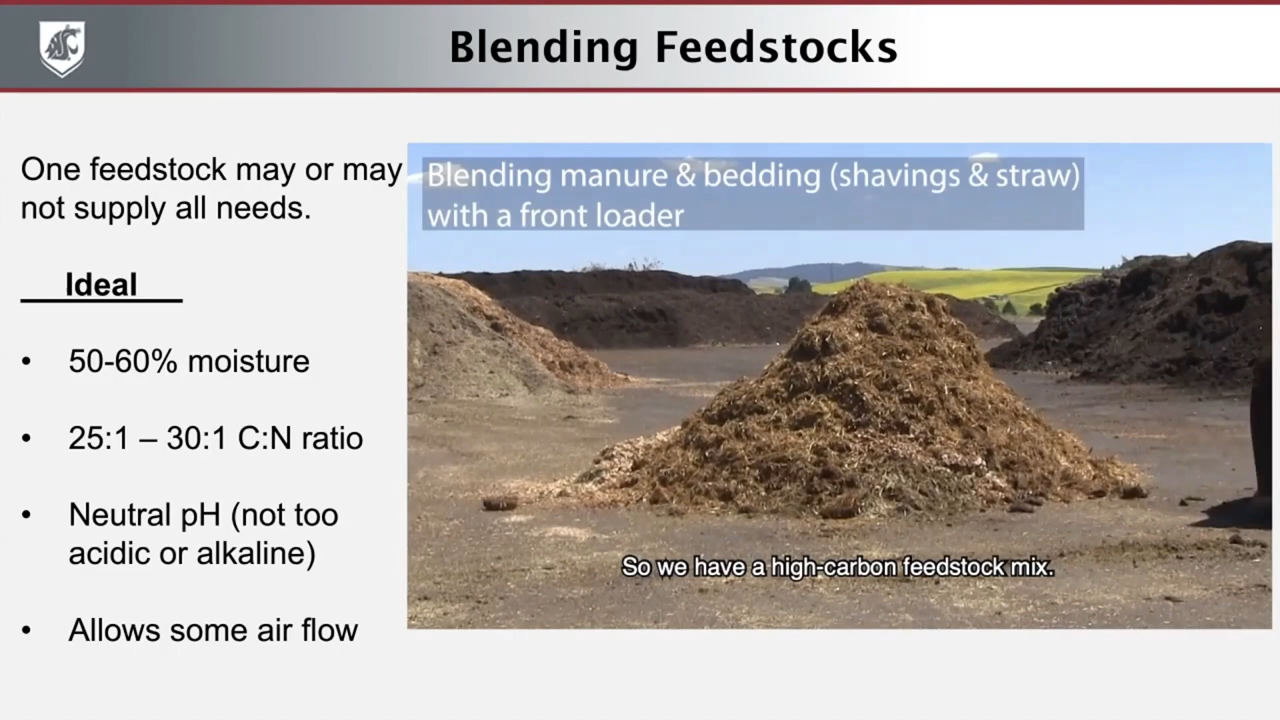 Blending Feedstocks
One feedstock may or may
not supply all needs.
Ideal
• 50-60% moisture
• 25:1 – 30:1 C:N ratio
• Neutral pH (not too
acidic or alkaline)
• Allows some air flow
Blending manure & bedding (shavings & straw)
with a front loader
So we have a high-carbon feedstock mix.